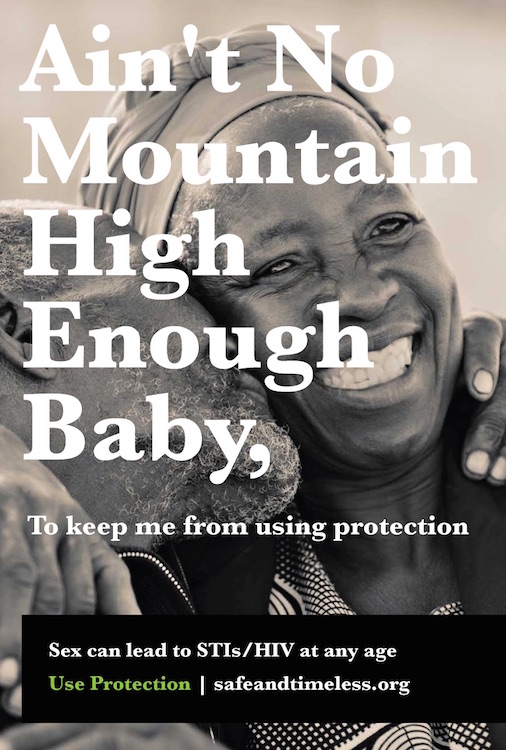 Ain't No
Mountain
High
Enough
Baby,
To keep me from using protection
Sex can lead to STIs/HIV at any age
Use Protection | safeandtimeless.org